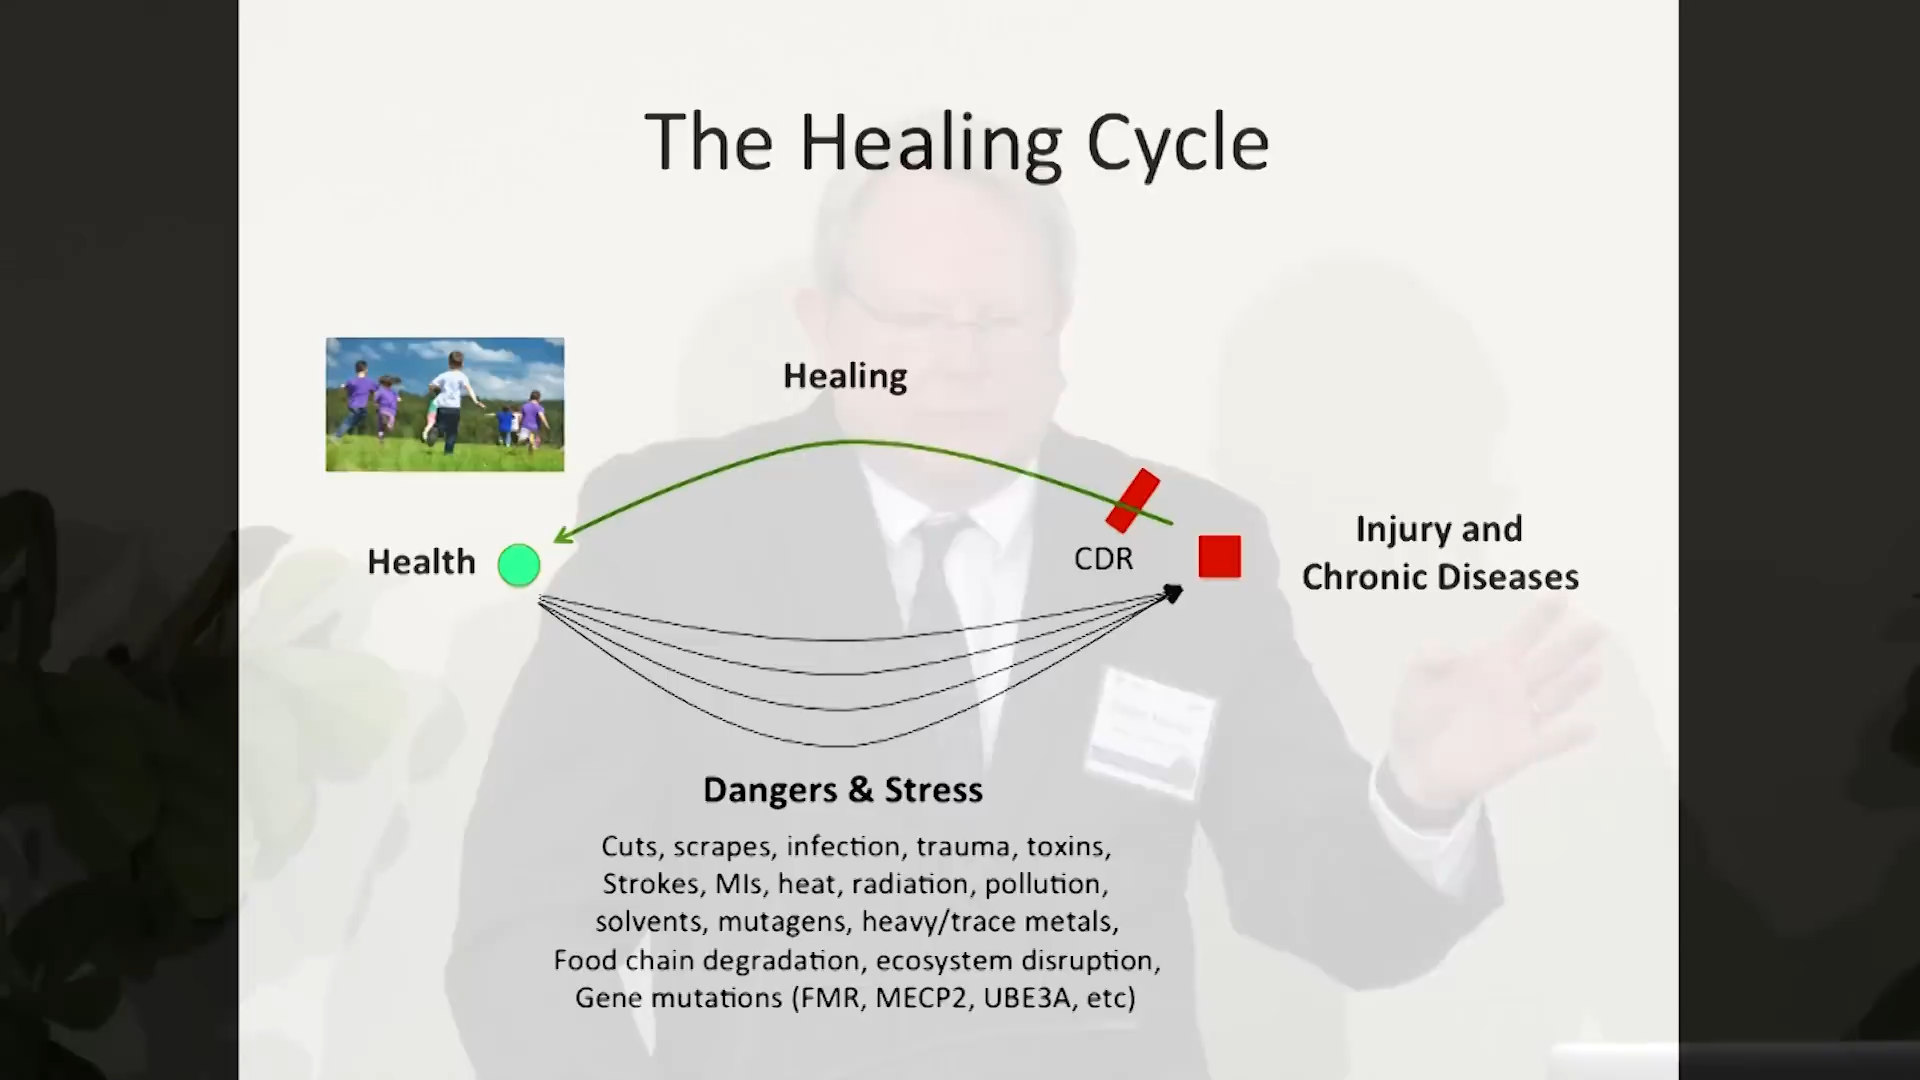 The Healing Cycle
Healing
CDR
Health
Injury and
Chronic Diseases
Dangers & Stress
Cuts, scrapes, infection, trauma, toxins,
Strokes, MIs, heat, radiation, pollution,
solvents, mutagens, heavy/trace metals,
Food chain degradation, ecosystem disruption,
Gene mutations (FMR, MECP2, UBE3A, etc)